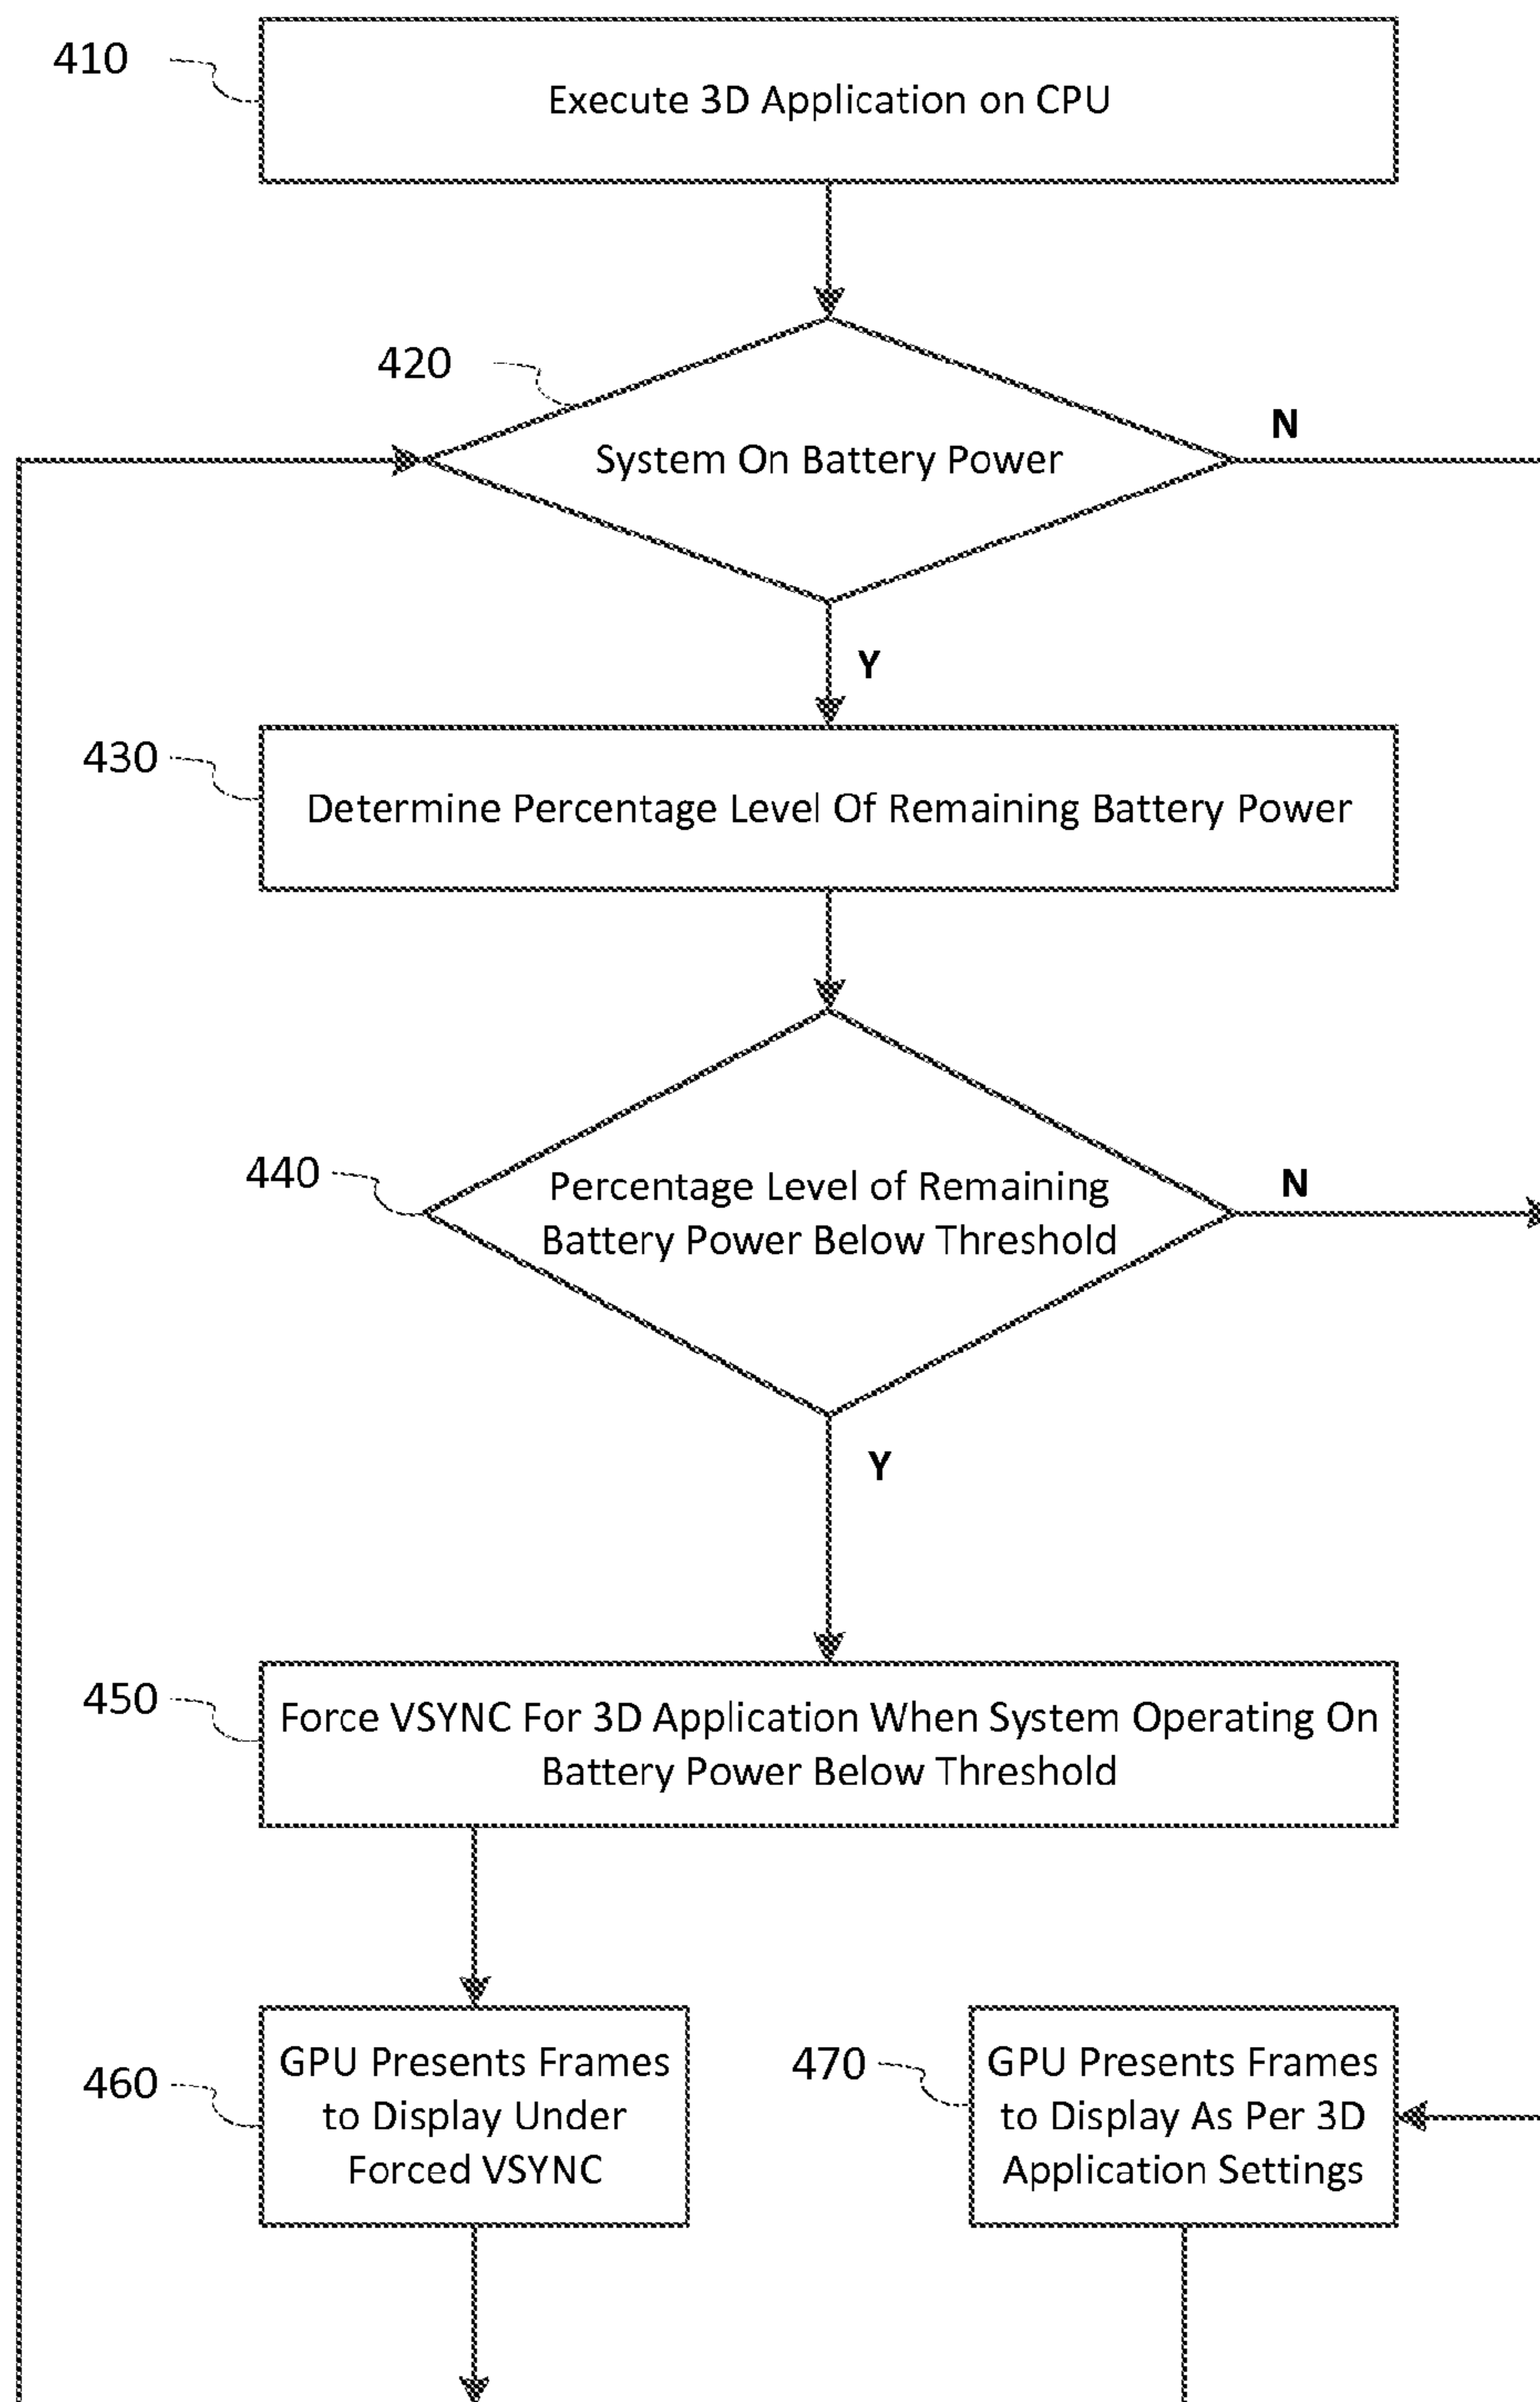 410
Execute 3D Application on CPU
420
System On Battery Power
N
Y
430
Determine Percentage Level Of Remaining Battery Power
440
Percentage Level of Remaining
Battery Power Below Threshold
N
Y
450
Force VSYNC For 3D Application When System Operating On
Battery Power Below Threshold
460
GPU Presents Frames
to Display Under
Forced VSYNC
470
GPU Presents Frames
to Display As Per 3D
Application Settings